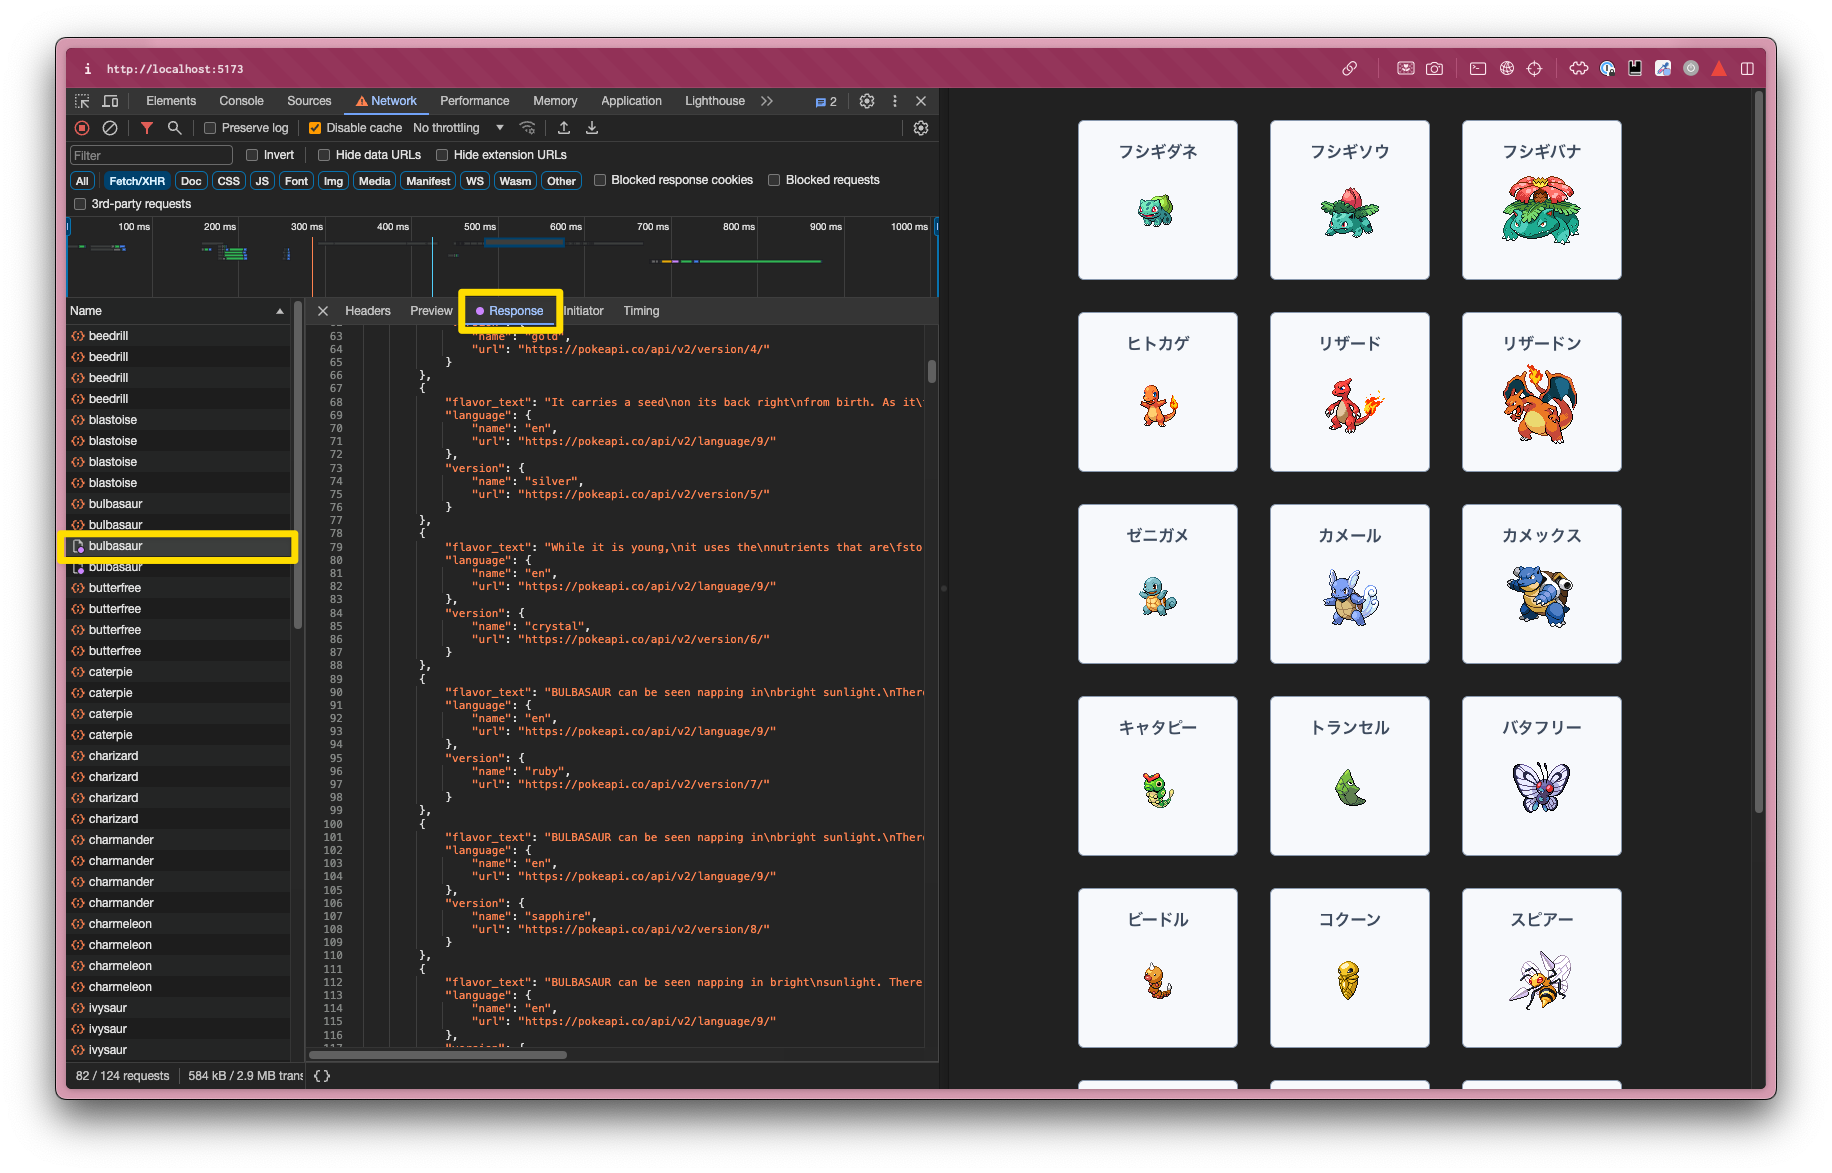 i http://localhost:5173
Elements Console Sources Network Performance Memory Application Lighthouse 2
Preserve log Disable cache No throttling
Filter Invert Hide data URLs Hide extension URLs
All Fetch/XHR Doc CSS JS Font Img Media Manifest WS Wasm Other Blocked response cookies Blocked requests
3rd-party requests
100 ms 200 ms 300 ms 400 ms 500 ms 600 ms 700 ms 800 ms 900 ms 1000 ms
Name
beedrill
beedrill
beedrill
beedrill
blastoise
blastoise
blastoise
blastoise
bulbasaur
bulbasaur
bulbasaur
bulbasaur
butterfree
butterfree
butterfree
butterfree
caterpie
caterpie
caterpie
caterpie
charizard
charizard
charizard
charizard
charmander
charmander
charmander
charmander
charmeleon
charmeleon
charmeleon
charmeleon
ivysaur
ivysaur
ivysaur
82 / 124 requests 584 kB / 2.9 MB trans
Headers Preview Response Initiator Timing
63 "name": "gold",
64 "url": "https://pokeapi.co/api/v2/version/4/"
65 }
66 },
67 {
68 "flavor_text": "It carries a seed\non its back right\nfrom birth. As it\
69 "language": {
70 "name": "en",
71 "url": "https://pokeapi.co/api/v2/language/9/"
72 },
73 "version": {
74 "name": "silver",
75 "url": "https://pokeapi.co/api/v2/version/5/"
76 }
77 },
78 {
79 "flavor_text": "While it is young,\nit uses the\nnutrients that are\fsto
80 "language": {
81 "name": "en",
82 "url": "https://pokeapi.co/api/v2/language/9/"
83 },
84 "version": {
85 "name": "crystal",
86 "url": "https://pokeapi.co/api/v2/version/6/"
87 }
88 },
89 {
90 "flavor_text": "BULBASAUR can be seen napping in\nbright sunlight.\nThere
91 "language": {
92 "name": "en",
93 "url": "https://pokeapi.co/api/v2/language/9/"
94 },
95 "version": {
96 "name": "ruby",
97 "url": "https://pokeapi.co/api/v2/version/7/"
98 }
99 },
100 {
101 "flavor_text": "BULBASAUR can be seen napping in\nbright sunlight.\nThere
102 "language": {
103 "name": "en",
104 "url": "https://pokeapi.co/api/v2/language/9/"
105 },
106 "version": {
107 "name": "sapphire",
108 "url": "https://pokeapi.co/api/v2/version/8/"
109 }
110 },
111 {
112 "flavor_text": "BULBASAUR can be seen napping in bright\nsunlight. There
113 "language": {
114 "name": "en",
115 "url": "https://pokeapi.co/api/v2/language/9/"
116 },
{}
フシギダネ フシギソウ フシギバナ
ヒトカゲ リザード リザードン
ゼニガメ カメール カメックス
キャタピー トランセル バタフリー
ビードル コクーン スピアー